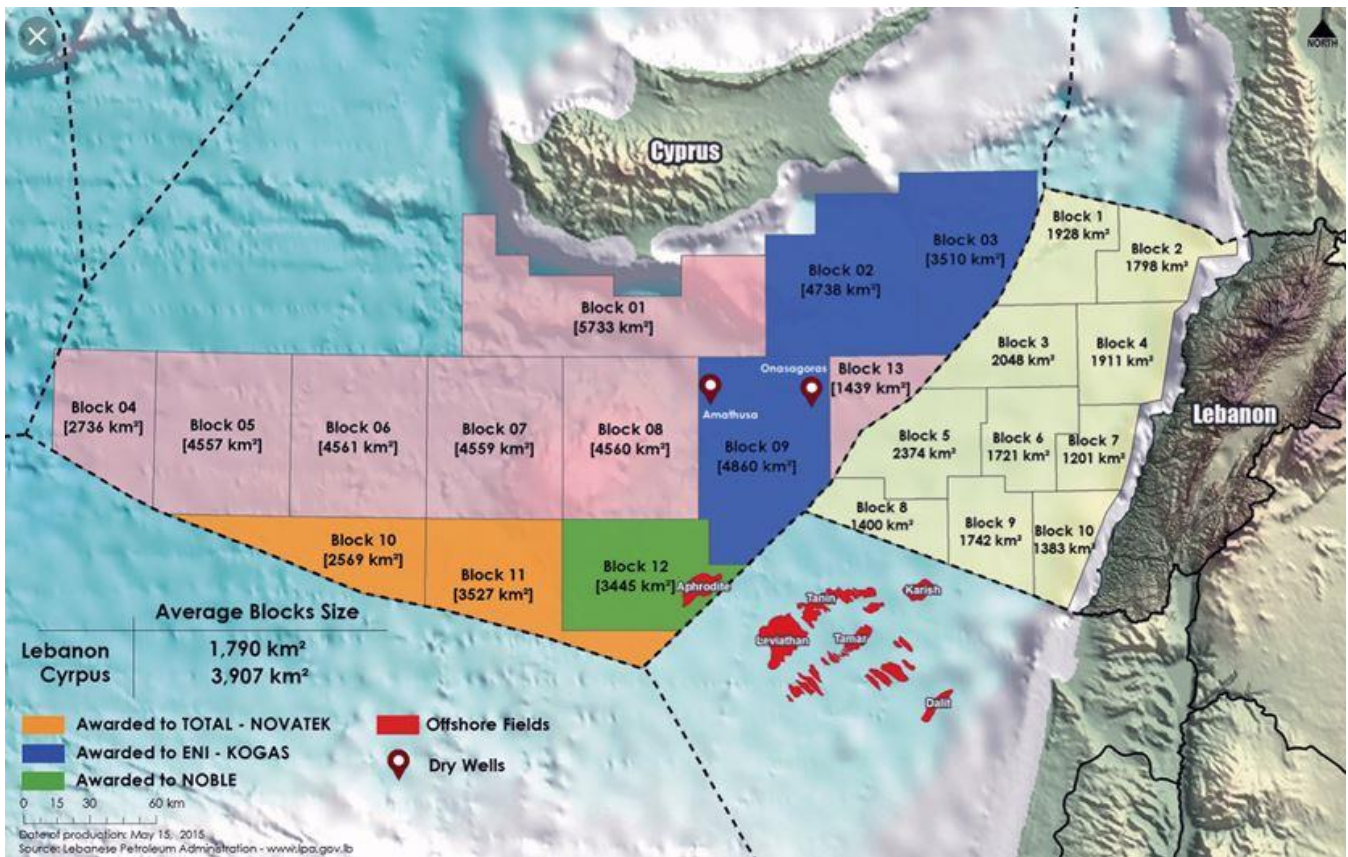 NORTH
Cyprus
Block 1
1928 km²
Block 2
1798 km²
Block 03
[3510 km²]
Block 02
[4738 km²]
Block 01
[5733 km²]
Block 3
2048 km²
Block 4
1911 km²
Onasagoras
Block 13
[1439 km²]
Amathusa
Lebanon
Block 04
[2736 km²]
Block 05
[4557 km²]
Block 06
[4561 km²]
Block 07
[4559 km²]
Block 08
[4560 km²]
Block 09
[4860 km²]
Block 5
2374 km²
Block 6
1721 km²
Block 7
1201 km²
Block 8
1400 km²
Block 9
1742 km²
Block 10
1383 km²
Block 10
[2569 km²]
Block 11
[3527 km²]
Block 12
[3445 km²]
Aphrodite
Tanin
Karish
Leviathan
Tamar
Dalit
Average Blocks Size
Lebanon 1,790 km²
Cyrpus 3,907 km²
Awarded to TOTAL - NOVATEK
Awarded to ENI - KOGAS
Awarded to NOBLE
Offshore Fields
Dry Wells
0 15 30 60 km
Date of production: May 15, 2015
Source: Lebanese Petroleum Administration - www.lpa.gov.lb